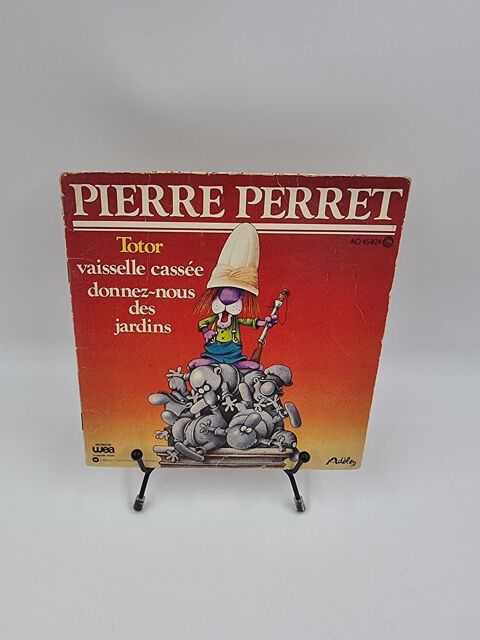 PIERRE PERRET
AD 45 824
Totor
vaisselle cassée
donnez-nous
des
jardins
wea
Adèle